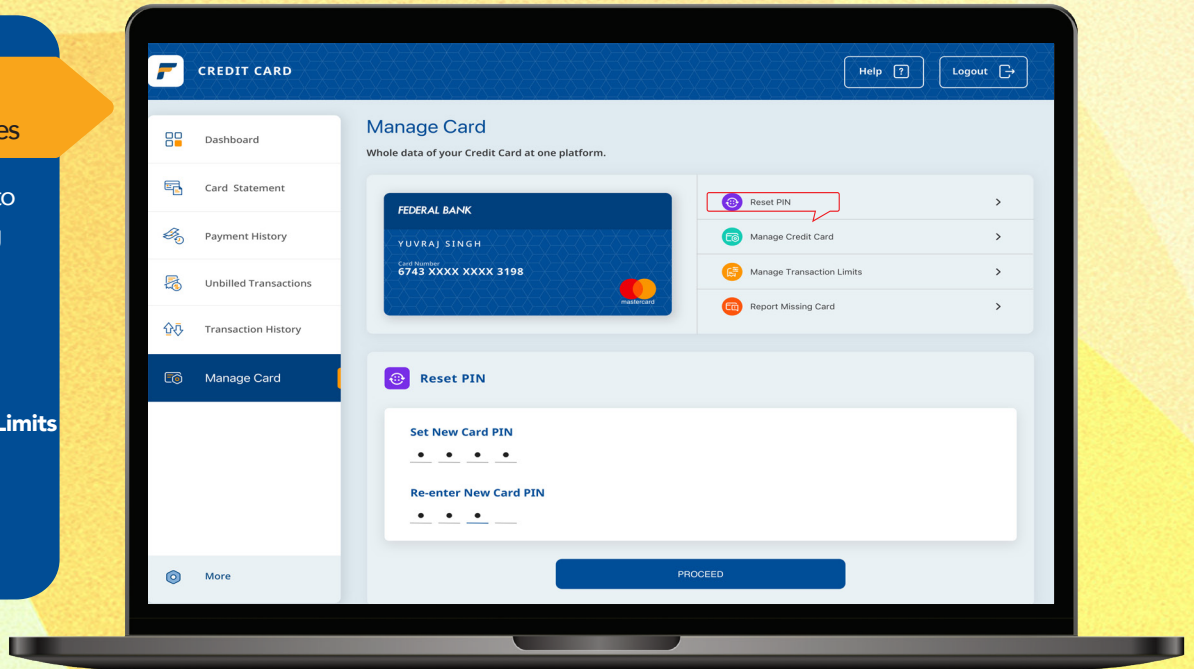 es
to
Limits
CREDIT CARD
Help ?
Logout
Dashboard
Card Statement
Payment History
Unbilled Transactions
Transaction History
Manage Card
More
Manage Card
Whole data of your Credit Card at one platform.
FEDERAL BANK
YUVRAJ SINGH
Card Number
6743 XXXX XXXX 3198
mastercard
Reset PIN
Manage Credit Card
Manage Transaction Limits
Report Missing Card
Reset PIN
Set New Card PIN
Re-enter New Card PIN
PROCEED